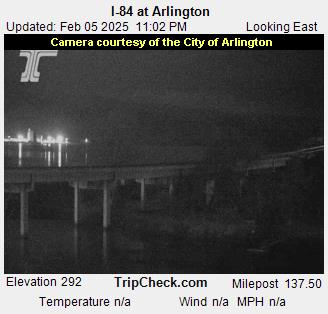 I-84 at Arlington
Updated: Feb 05 2025 11:02 PM Looking East
Camera courtesy of the City of Arlington
Elevation 292 TripCheck.com Milepost 137.50
Temperature n/a Wind n/a MPH n/a